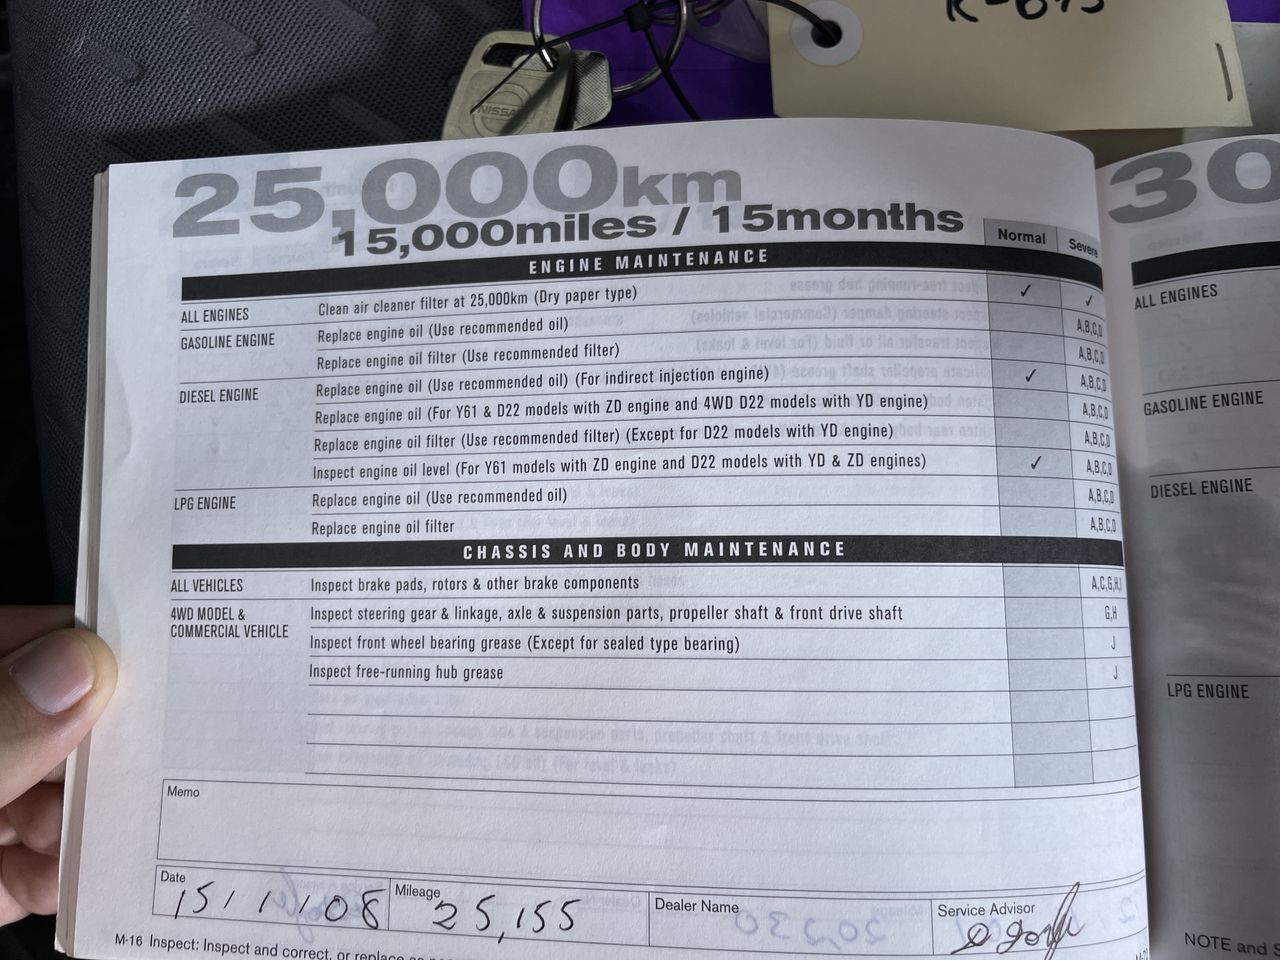 NISSAN
25,000km
15,000miles / 15months
Normal Severe
ENGINE MAINTENANCE
ALL ENGINES Clean air cleaner filter at 25,000km (Dry paper type) ✓ ✓
GASOLINE ENGINE Replace engine oil (Use recommended oil) A,B,C,D
Replace engine oil filter (Use recommended filter) A,B,C,D
DIESEL ENGINE Replace engine oil (Use recommended oil) (For indirect injection engine) ✓ A,B,C,D
Replace engine oil (For Y61 & D22 models with ZD engine and 4WD D22 models with YD engine) A,B,C,D
Replace engine oil filter (Use recommended filter) (Except for D22 models with YD engine) A,B,C,D
Inspect engine oil level (For Y61 models with ZD engine and D22 models with YD & ZD engines) ✓ A,B,C,D
LPG ENGINE Replace engine oil (Use recommended oil) A,B,C,D
Replace engine oil filter A,B,C,D
CHASSIS AND BODY MAINTENANCE
ALL VEHICLES Inspect brake pads, rotors & other brake components A,C,G,H,I
4WD MODEL & Inspect steering gear & linkage, axle & suspension parts, propeller shaft & front drive shaft G,H
COMMERCIAL VEHICLE Inspect front wheel bearing grease (Except for sealed type bearing) J
Inspect free-running hub grease J
Memo
Date Mileage Dealer Name Service Advisor
25,155
M-16 Inspect: Inspect and correct, or replace
30
ALL ENGINES
GASOLINE ENGINE
DIESEL ENGINE
LPG ENGINE
NOTE and